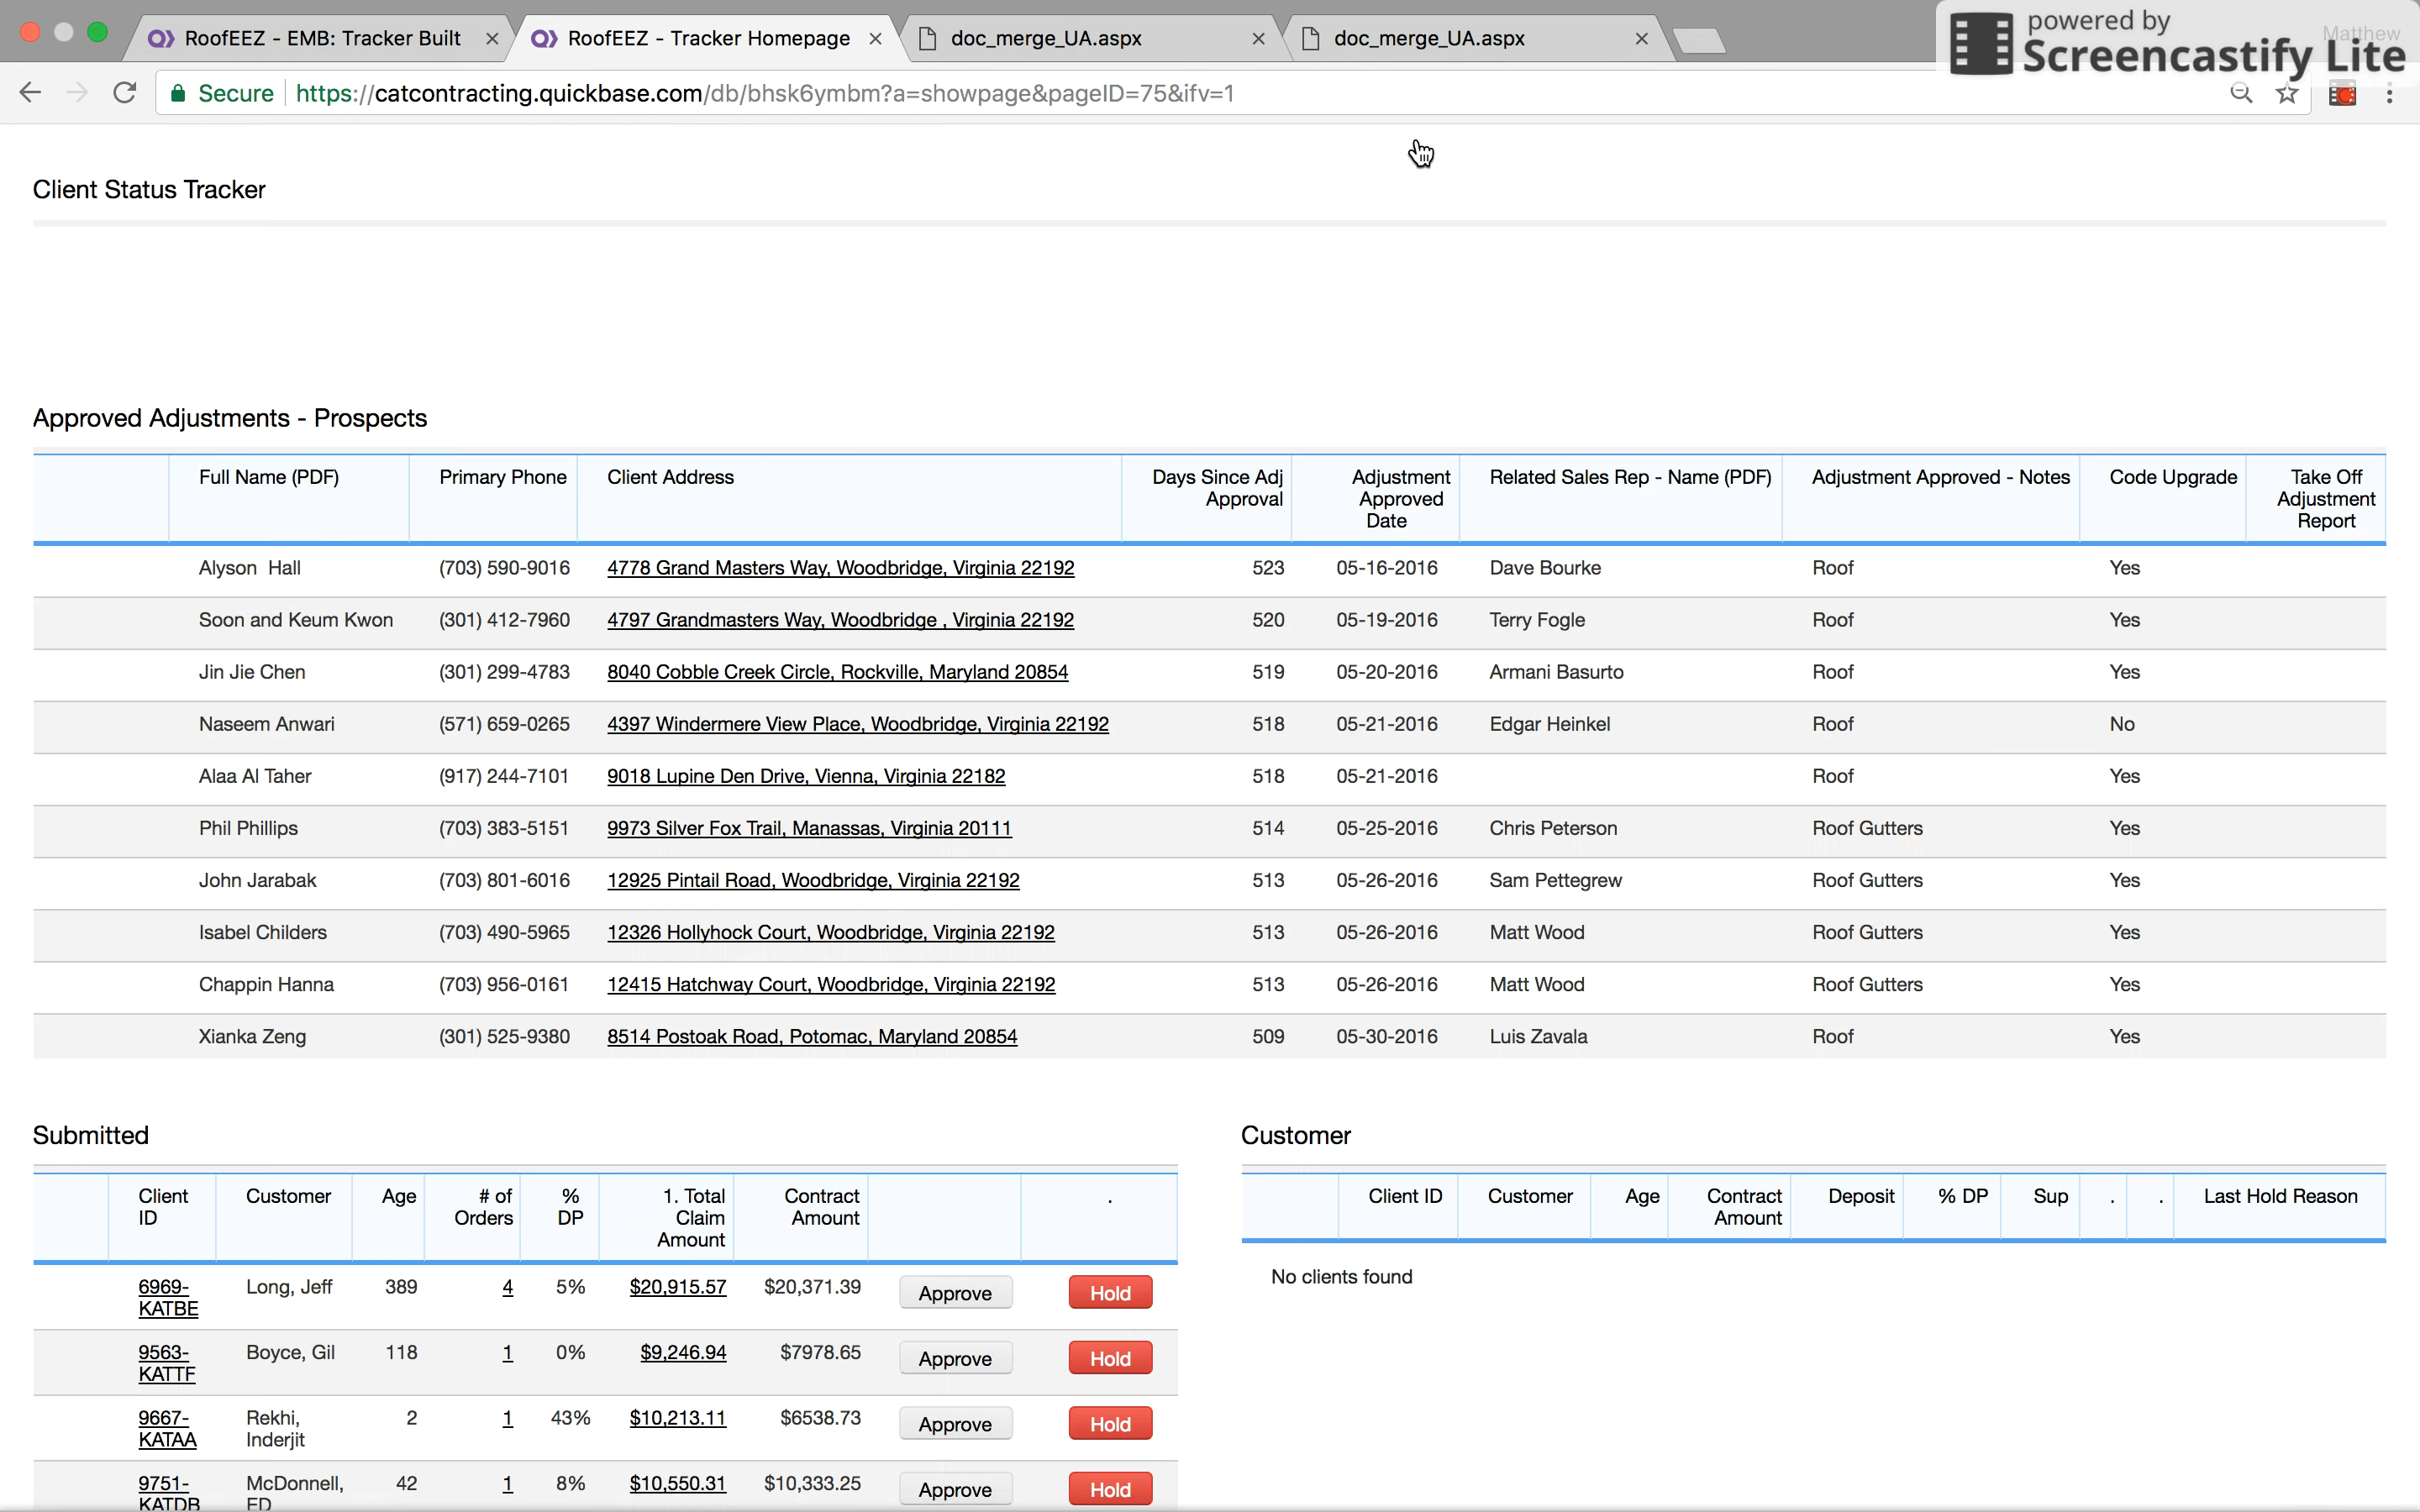 RoofEEZ - EMB: Tracker Built
RoofEEZ - Tracker Homepage
doc_merge_UA.aspx
doc_merge_UA.aspx
powered by
Screencastify Lite
Matthew
Secure https://catcontracting.quickbase.com/db/bhsk6ymbm?a=showpage&pageID=75&ifv=1
Client Status Tracker
Approved Adjustments - Prospects
Full Name (PDF) Primary Phone Client Address Days Since Adj Approval Adjustment Approved Date Related Sales Rep - Name (PDF) Adjustment Approved - Notes Code Upgrade Take Off Adjustment Report
Alyson Hall (703) 590-9016 4778 Grand Masters Way, Woodbridge, Virginia 22192 523 05-16-2016 Dave Bourke Roof Yes
Soon and Keum Kwon (301) 412-7960 4797 Grandmasters Way, Woodbridge , Virginia 22192 520 05-19-2016 Terry Fogle Roof Yes
Jin Jie Chen (301) 299-4783 8040 Cobble Creek Circle, Rockville, Maryland 20854 519 05-20-2016 Armani Basurto Roof Yes
Naseem Anwari (571) 659-0265 4397 Windermere View Place, Woodbridge, Virginia 22192 518 05-21-2016 Edgar Heinkel Roof No
Alaa Al Taher (917) 244-7101 9018 Lupine Den Drive, Vienna, Virginia 22182 518 05-21-2016 Roof Yes
Phil Phillips (703) 383-5151 9973 Silver Fox Trail, Manassas, Virginia 20111 514 05-25-2016 Chris Peterson Roof Gutters Yes
John Jarabak (703) 801-6016 12925 Pintail Road, Woodbridge, Virginia 22192 513 05-26-2016 Sam Pettegrew Roof Gutters Yes
Isabel Childers (703) 490-5965 12326 Hollyhock Court, Woodbridge, Virginia 22192 513 05-26-2016 Matt Wood Roof Gutters Yes
Chappin Hanna (703) 956-0161 12415 Hatchway Court, Woodbridge, Virginia 22192 513 05-26-2016 Matt Wood Roof Gutters Yes
Xianka Zeng (301) 525-9380 8514 Postoak Road, Potomac, Maryland 20854 509 05-30-2016 Luis Zavala Roof Yes
Submitted
Client ID Customer Age # of Orders % DP 1. Total Claim Amount Contract Amount .
6969-KATBE Long, Jeff 389 4 5% $20,915.57 $20,371.39 Approve Hold
9563-KATTF Boyce, Gil 118 1 0% $9,246.94 $7978.65 Approve Hold
9667-KATAA Rekhi, Inderjit 2 1 43% $10,213.11 $6538.73 Approve Hold
9751-KATDB McDonnell, ED 42 1 8% $10,550.31 $10,333.25 Approve Hold
Customer
Client ID Customer Age Contract Amount Deposit % DP Sup . . Last Hold Reason
No clients found